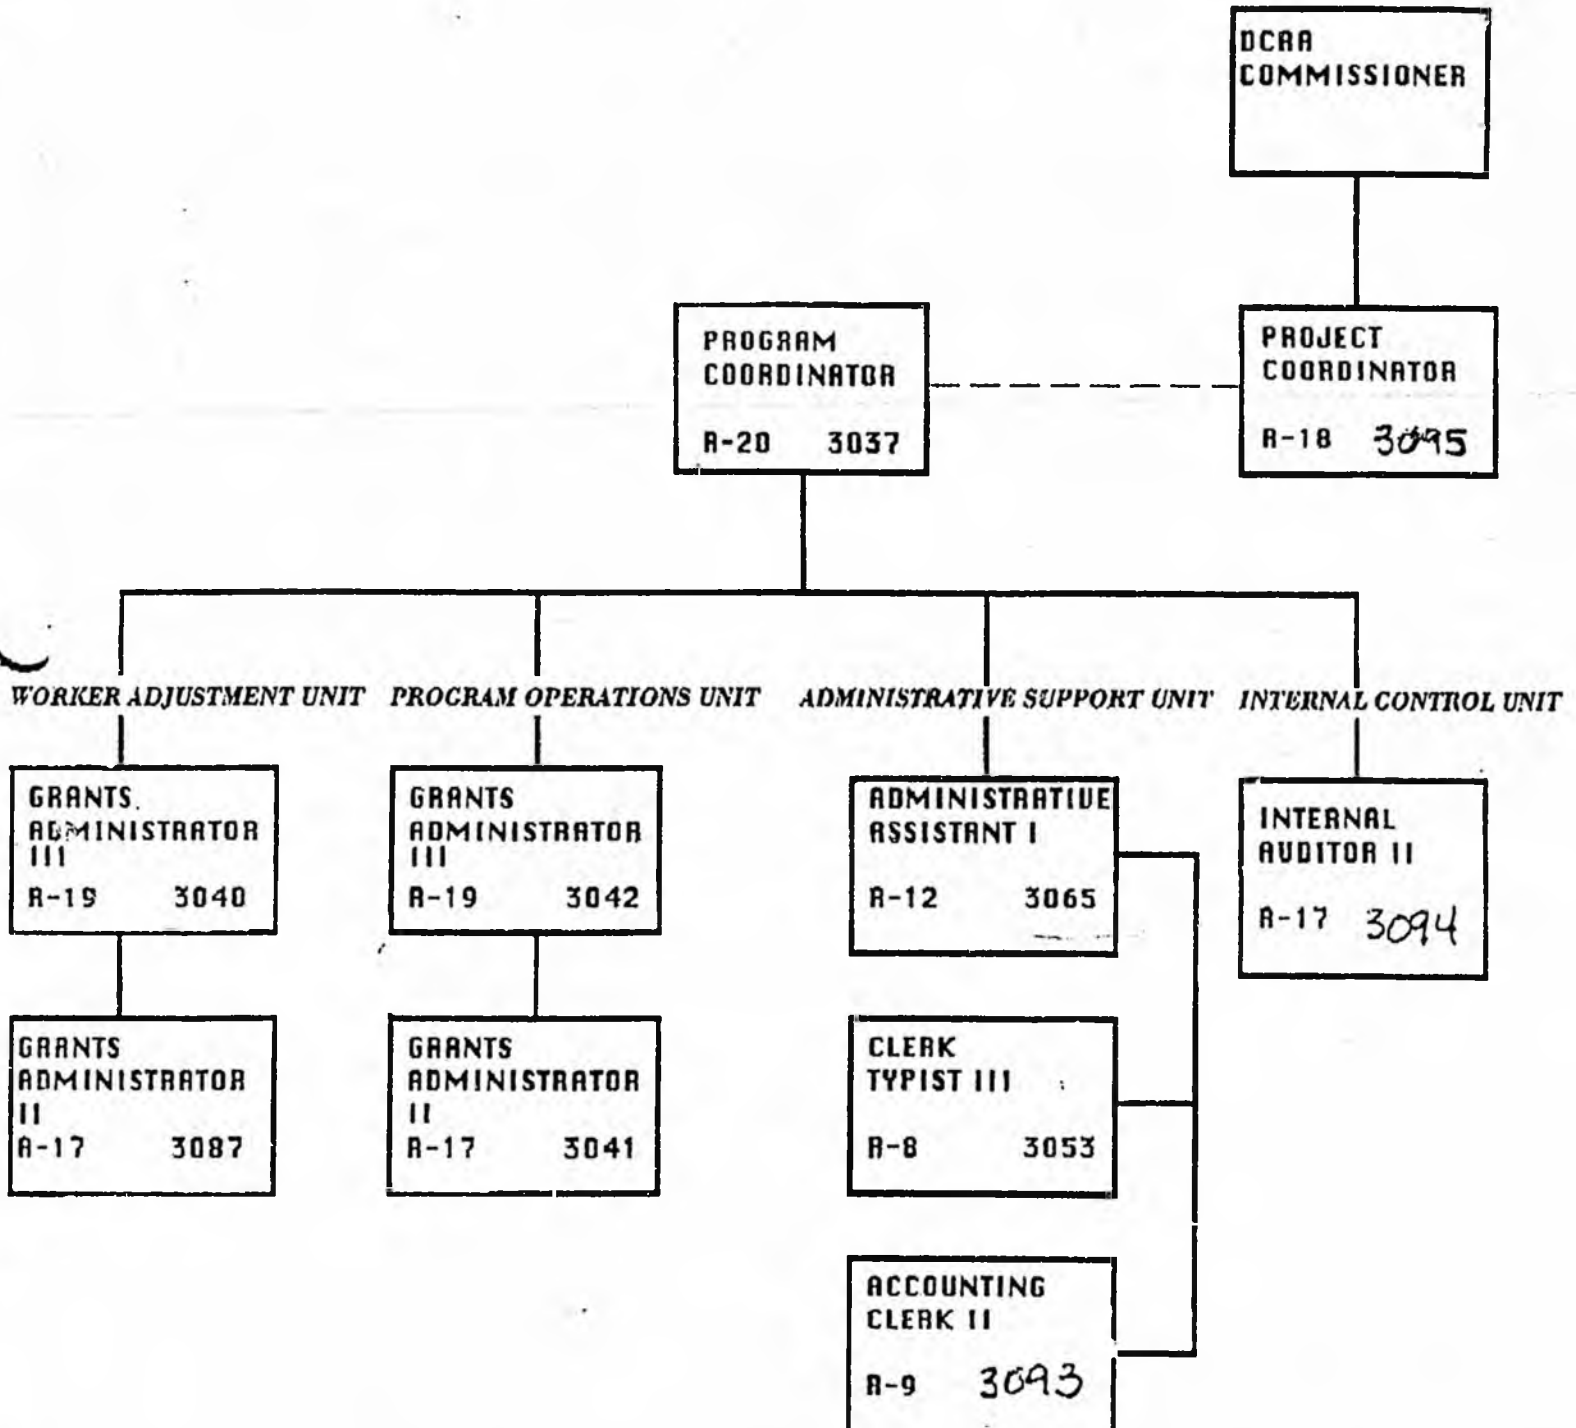 DCRA
COMMISSIONER
PROGRAM
COORDINATOR
R-20 3037
PROJECT
COORDINATOR
R-18 3095
WORKER ADJUSTMENT UNIT
PROGRAM OPERATIONS UNIT
ADMINISTRATIVE SUPPORT UNIT
INTERNAL CONTROL UNIT
GRANTS
ADMINISTRATOR
III
R-19 3040
GRANTS
ADMINISTRATOR
III
R-19 3042
ADMINISTRATIVE
ASSISTANT I
R-12 3065
INTERNAL
AUDITOR II
R-17 3094
GRANTS
ADMINISTRATOR
II
R-17 3087
GRANTS
ADMINISTRATOR
II
R-17 3041
CLERK
TYPIST III
R-8 3053
ACCOUNTING
CLERK II
R-9 3093